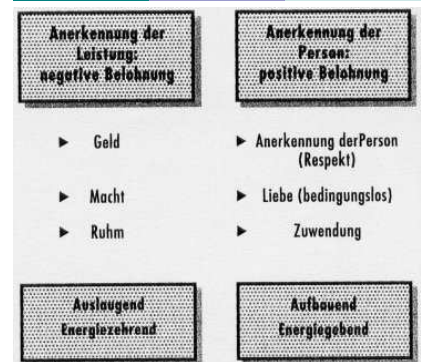 Anerkennung der
Leistung:
negative Belohnung
Anerkennung der
Person:
positive Belohnung
► Geld
► Macht
► Ruhm
► Anerkennung derPerson
(Respekt)
► Liebe (bedingungslos)
► Zuwendung
Auslaugend
Energiezehrend
Aufbauend
Energiegebend